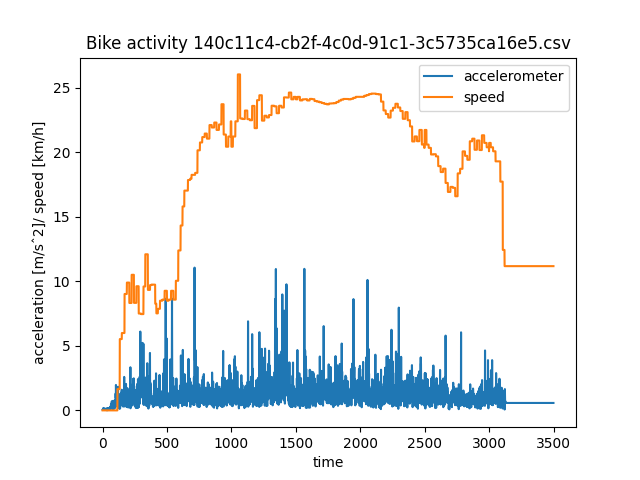 Bike activity 140c11c4-cb2f-4c0d-91c1-3c5735ca16e5.csv
accelerometer
speed
acceleration [m/s^2]/ speed [km/h]
25
20
15
10
5
0
0 500 1000 1500 2000 2500 3000 3500
time